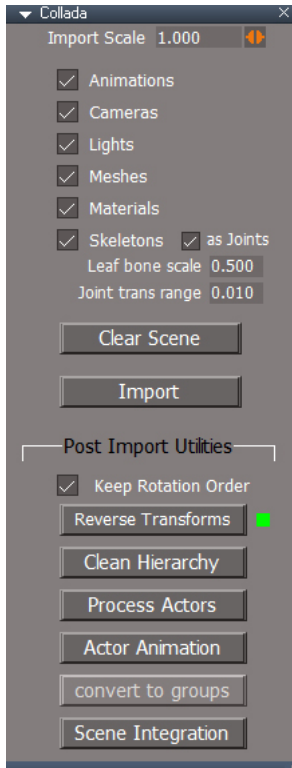 Collada
Import Scale 1.000
Animations
Cameras
Lights
Meshes
Materials
Skeletons as Joints
Leaf bone scale 0.500
Joint trans range 0.010
Clear Scene
Import
Post Import Utilities
Keep Rotation Order
Reverse Transforms
Clean Hierarchy
Process Actors
Actor Animation
convert to groups
Scene Integration